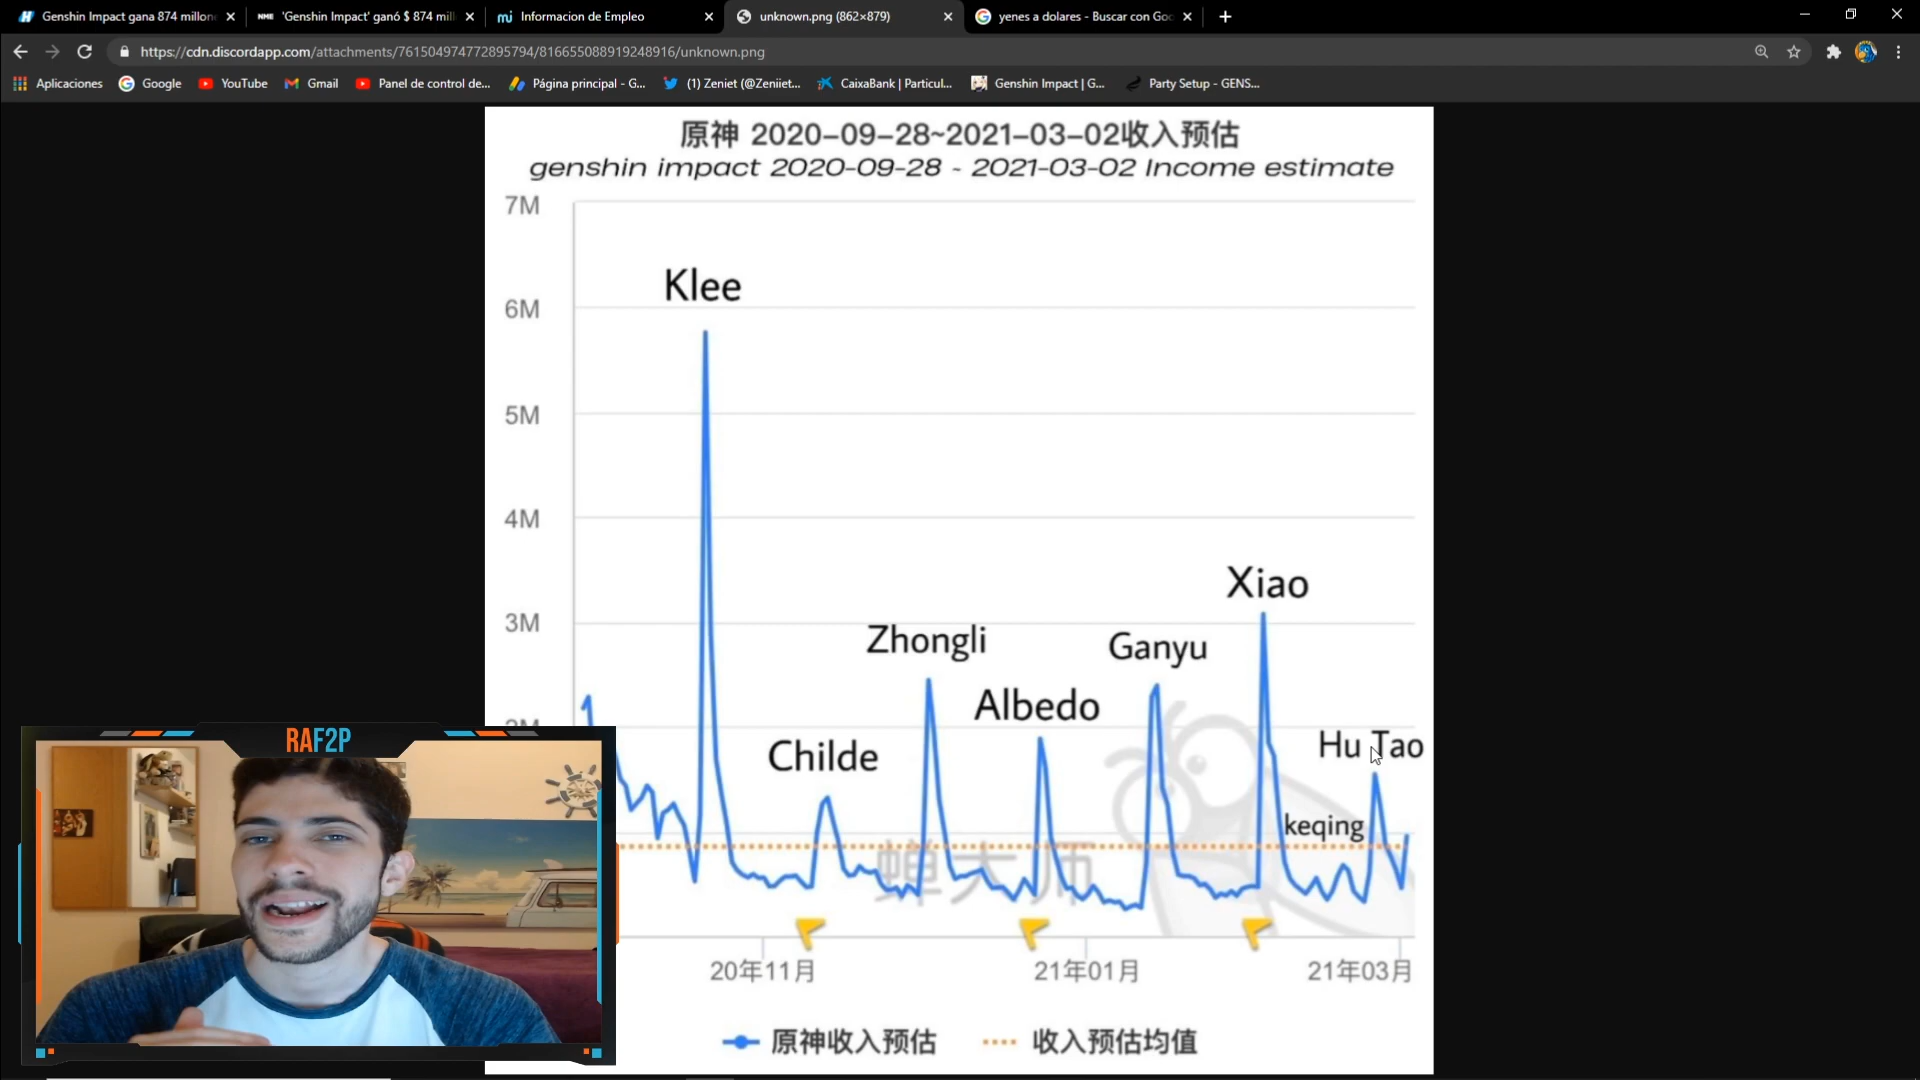 Genshin Impact gana 874 millon
NME 'Genshin Impact' ganó $ 874 mil
Informacion de Empleo
unknown.png (862×879)
yenes a dolares - Buscar con Goo
https://cdn.discordapp.com/attachments/761504974772895794/816655088919248916/unknown.png
Aplicaciones
Google
YouTube
Gmail
Panel de control de...
Página principal - G...
(1) Zeniet (@Zeniiet...
CaixaBank | Particul...
Genshin Impact | G...
Party Setup - GENS...
原神 2020-09-28~2021-03-02收入预估
genshin impact 2020-09-28 - 2021-03-02 Income estimate
7M
6M
5M
4M
3M
Klee
Childe
Zhongli
Albedo
Ganyu
Xiao
keqing
Hu Tao
蝉大师
20年11月
21年01月
21年03月
原神收入预估
收入预估均值
RAF2P